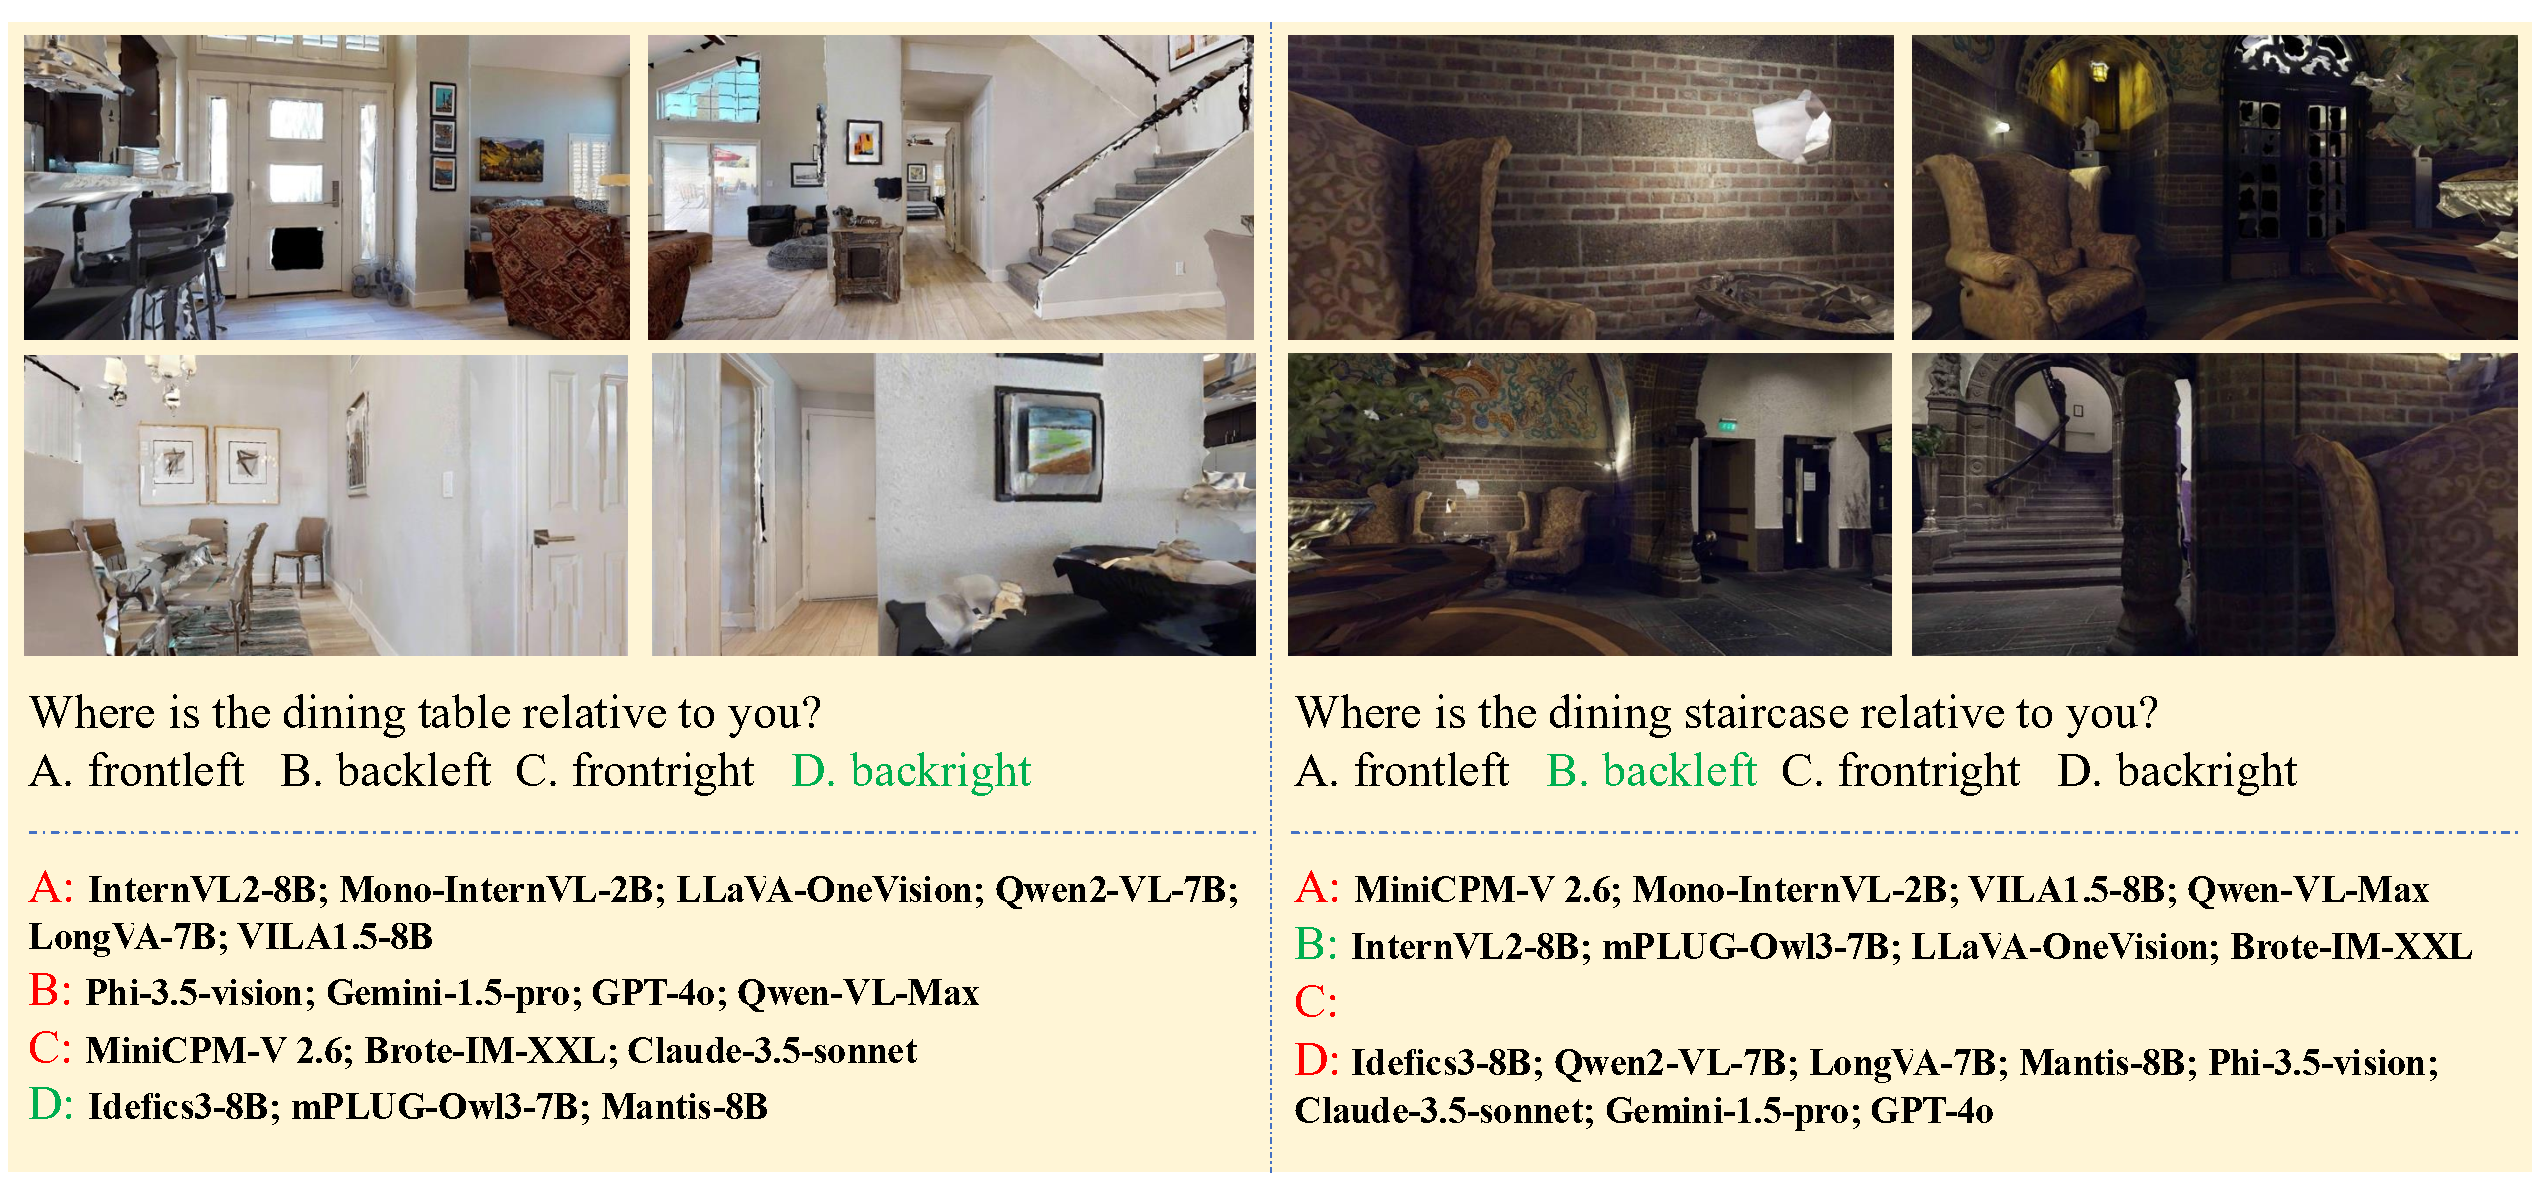 Where is the dining table relative to you?
A. frontleft B. backleft C. frontright D. backright
A: InternVL2-8B; Mono-InternVL-2B; LLaVA-OneVision; Qwen2-VL-7B;
LongVA-7B; VILA1.5-8B
B: Phi-3.5-vision; Gemini-1.5-pro; GPT-4o; Qwen-VL-Max
C: MiniCPM-V 2.6; Brote-IM-XXL; Claude-3.5-sonnet
D: Idefics3-8B; mPLUG-Owl3-7B; Mantis-8B
Where is the dining staircase relative to you?
A. frontleft B. backleft C. frontright D. backright
A: MiniCPM-V 2.6; Mono-InternVL-2B; VILA1.5-8B; Qwen-VL-Max
B: InternVL2-8B; mPLUG-Owl3-7B; LLaVA-OneVision; Brote-IM-XXL
C:
D: Idefics3-8B; Qwen2-VL-7B; LongVA-7B; Mantis-8B; Phi-3.5-vision;
Claude-3.5-sonnet; Gemini-1.5-pro; GPT-4o